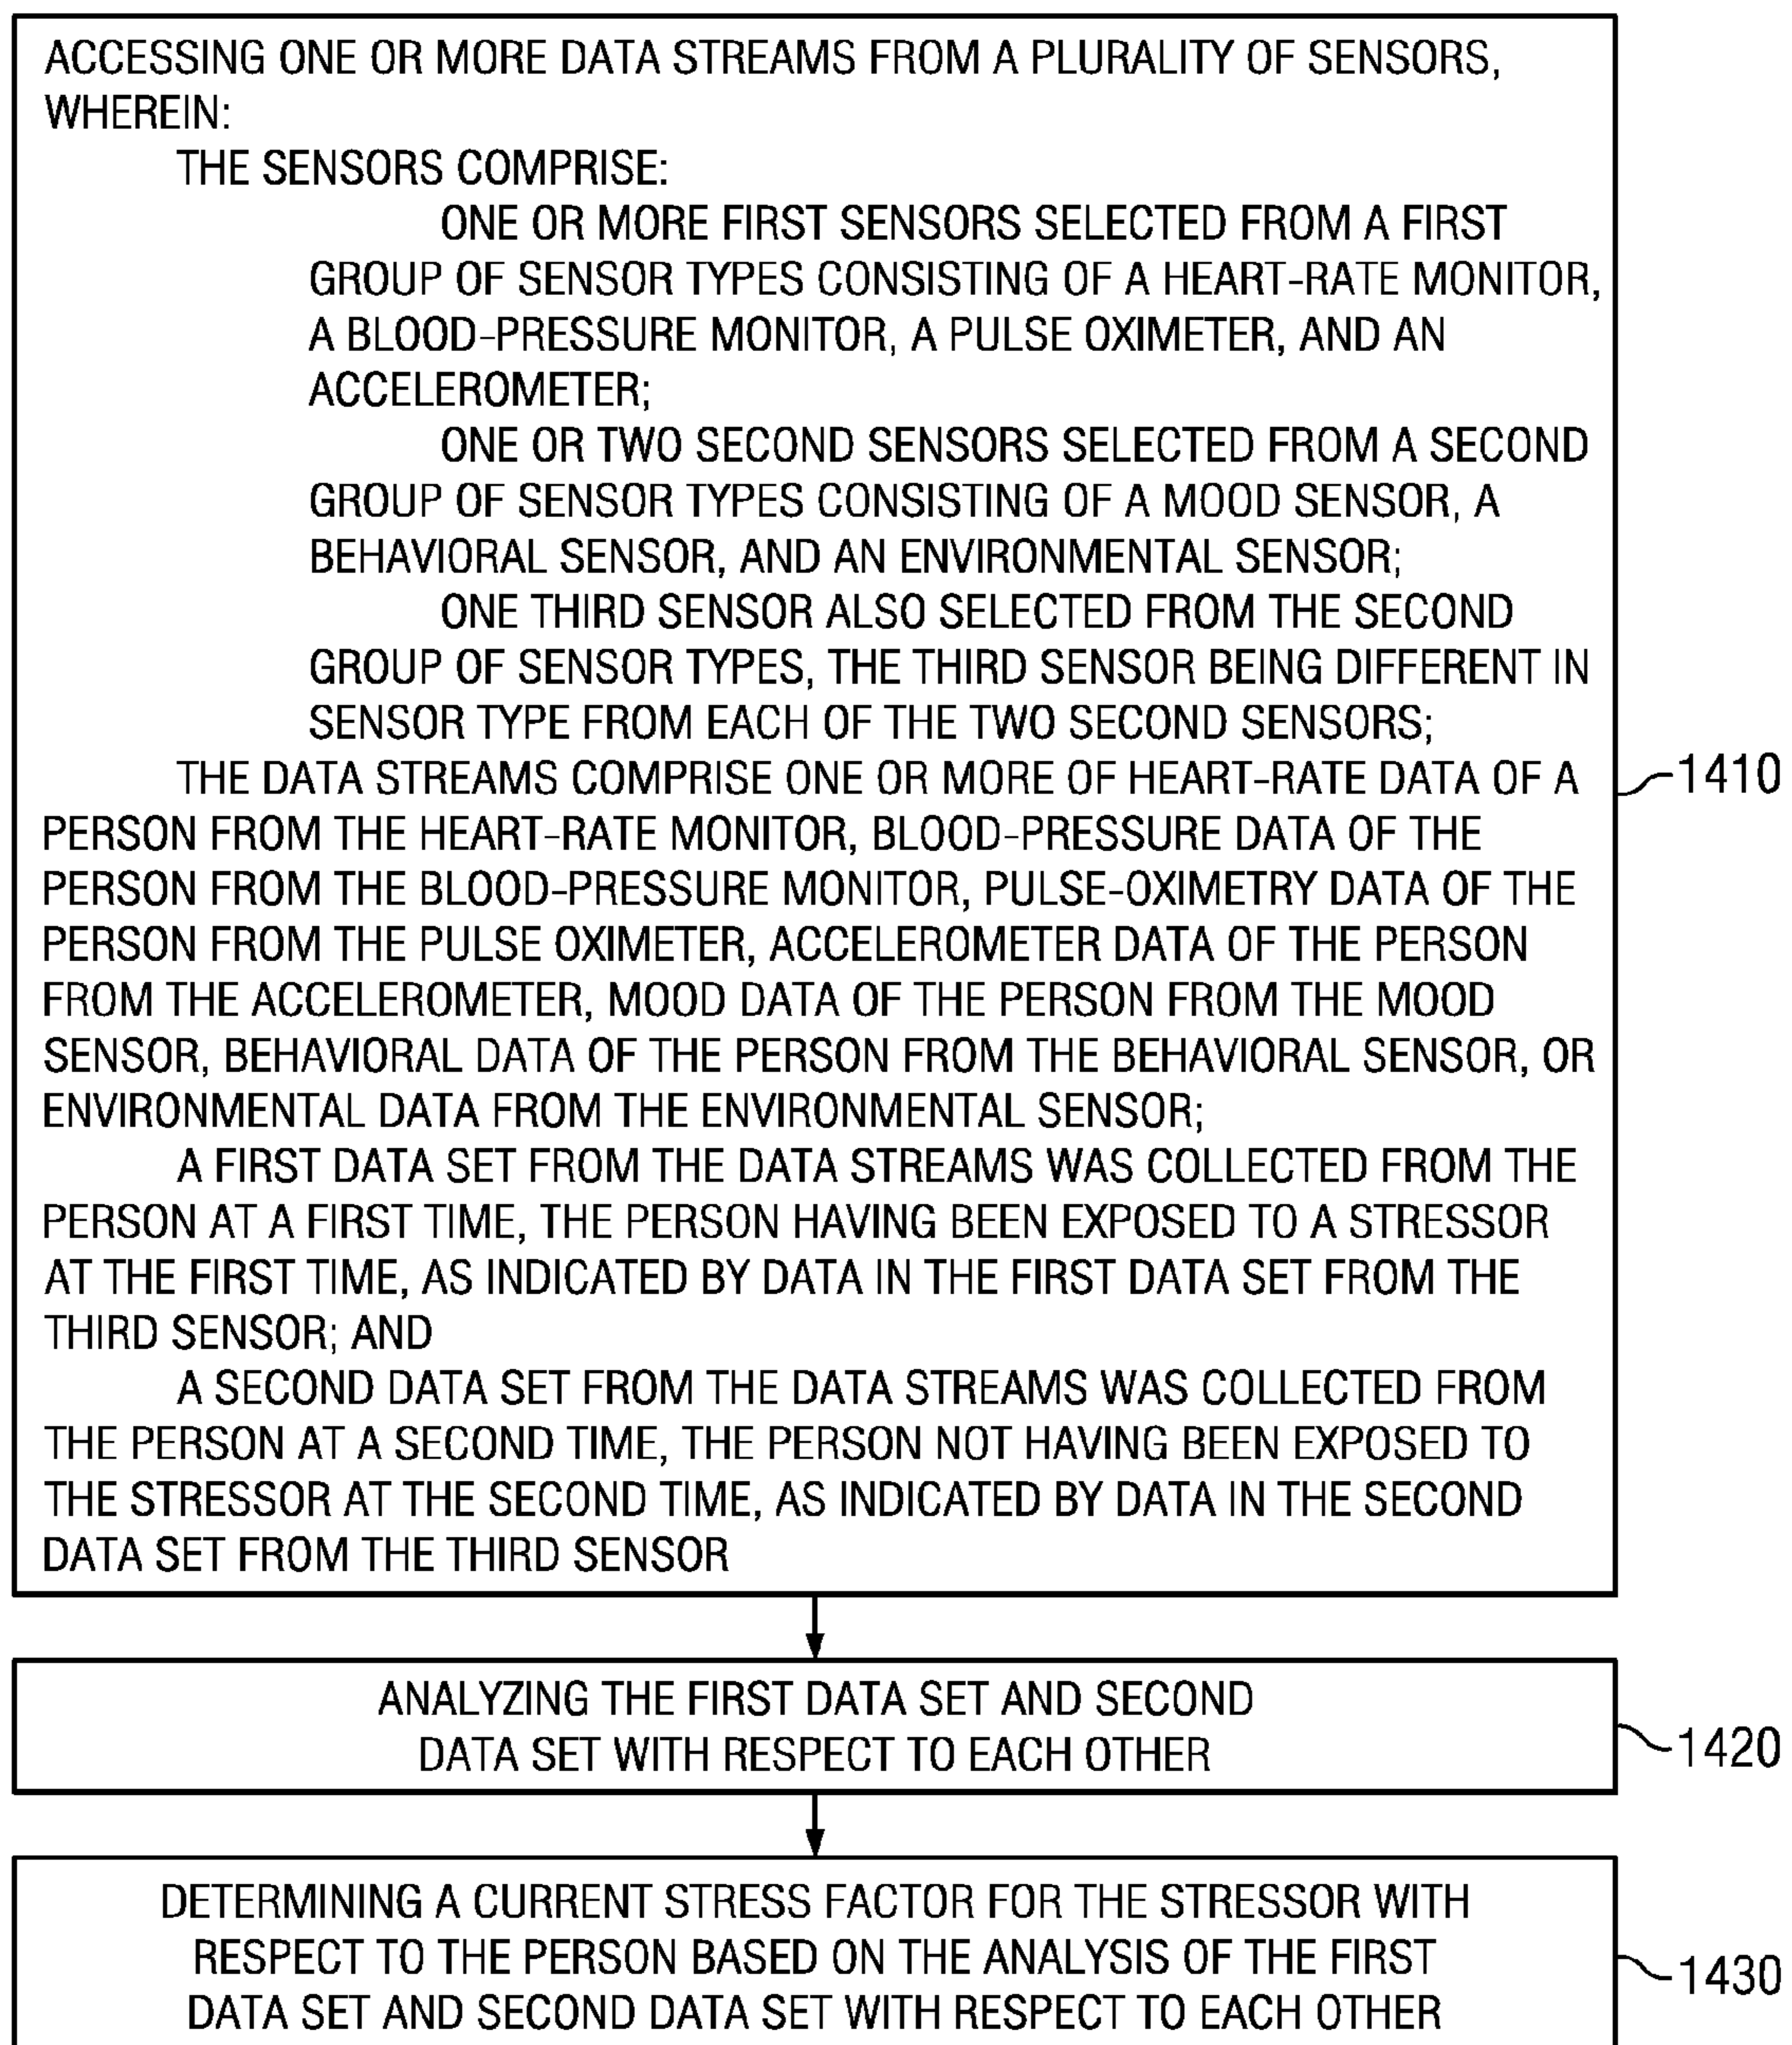 ACCESSING ONE OR MORE DATA STREAMS FROM A PLURALITY OF SENSORS,
WHEREIN:
THE SENSORS COMPRISE:
ONE OR MORE FIRST SENSORS SELECTED FROM A FIRST
GROUP OF SENSOR TYPES CONSISTING OF A HEART-RATE MONITOR,
A BLOOD-PRESSURE MONITOR, A PULSE OXIMETER, AND AN
ACCELEROMETER;
ONE OR TWO SECOND SENSORS SELECTED FROM A SECOND
GROUP OF SENSOR TYPES CONSISTING OF A MOOD SENSOR, A
BEHAVIORAL SENSOR, AND AN ENVIRONMENTAL SENSOR;
ONE THIRD SENSOR ALSO SELECTED FROM THE SECOND
GROUP OF SENSOR TYPES, THE THIRD SENSOR BEING DIFFERENT IN
SENSOR TYPE FROM EACH OF THE TWO SECOND SENSORS;
THE DATA STREAMS COMPRISE ONE OR MORE OF HEART-RATE DATA OF A
PERSON FROM THE HEART-RATE MONITOR, BLOOD-PRESSURE DATA OF THE
PERSON FROM THE BLOOD-PRESSURE MONITOR, PULSE-OXIMETRY DATA OF THE
PERSON FROM THE PULSE OXIMETER, ACCELEROMETER DATA OF THE PERSON
FROM THE ACCELEROMETER, MOOD DATA OF THE PERSON FROM THE MOOD
SENSOR, BEHAVIORAL DATA OF THE PERSON FROM THE BEHAVIORAL SENSOR, OR
ENVIRONMENTAL DATA FROM THE ENVIRONMENTAL SENSOR;
A FIRST DATA SET FROM THE DATA STREAMS WAS COLLECTED FROM THE
PERSON AT A FIRST TIME, THE PERSON HAVING BEEN EXPOSED TO A STRESSOR
AT THE FIRST TIME, AS INDICATED BY DATA IN THE FIRST DATA SET FROM THE
THIRD SENSOR; AND
A SECOND DATA SET FROM THE DATA STREAMS WAS COLLECTED FROM
THE PERSON AT A SECOND TIME, THE PERSON NOT HAVING BEEN EXPOSED TO
THE STRESSOR AT THE SECOND TIME, AS INDICATED BY DATA IN THE SECOND
DATA SET FROM THE THIRD SENSOR
1410
ANALYZING THE FIRST DATA SET AND SECOND
DATA SET WITH RESPECT TO EACH OTHER
1420
DETERMINING A CURRENT STRESS FACTOR FOR THE STRESSOR WITH
RESPECT TO THE PERSON BASED ON THE ANALYSIS OF THE FIRST
DATA SET AND SECOND DATA SET WITH RESPECT TO EACH OTHER
1430